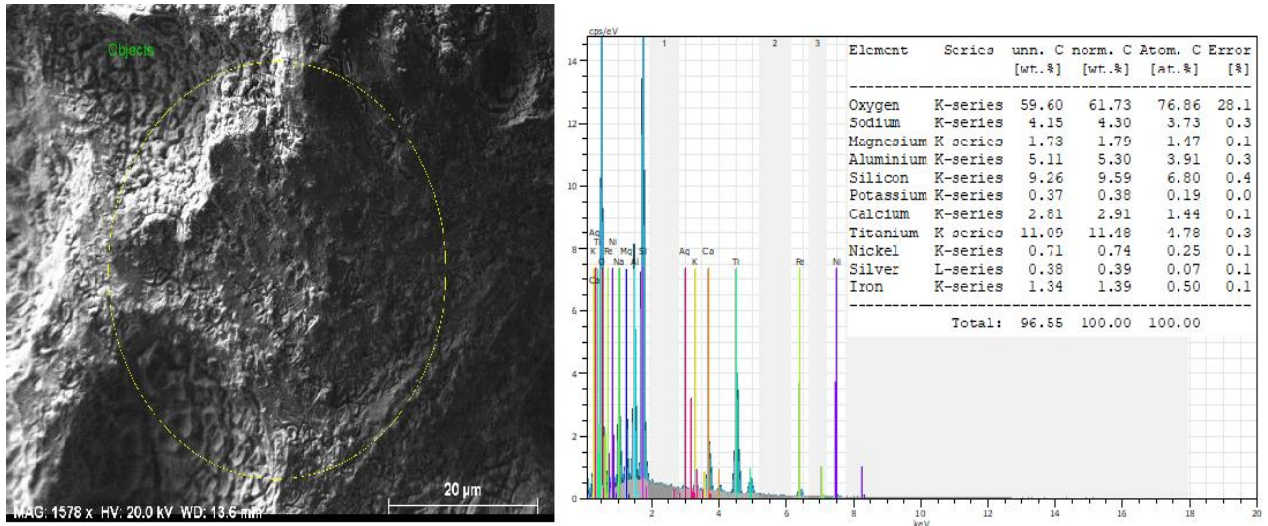 Objects
20 µm
MAG: 1578 x HV: 20.0 kV WD: 13.6 mm
cps/eV
1 2 3
14
12
10
8
6
4
2
0
Ag Ti Ni
K O Fe Na Mg Al Si Ag K Ca Ti Fe Ni
Ca
2 4 6 8 10 12 14 16 18 20
keV
Element Series unn. C norm. C Atom. C Error
[wt.%] [wt.%] [at.%] [%]
Oxygen K-series 59.60 61.73 76.86 28.1
Sodium K-series 4.15 4.30 3.73 0.3
Magnesium K series 1.73 1.79 1.47 0.1
Aluminium K-series 5.11 5.30 3.91 0.3
Silicon K-series 9.26 9.59 6.80 0.4
Potassium K-series 0.37 0.38 0.19 0.0
Calcium K-series 2.81 2.91 1.44 0.1
Titanium K series 11.09 11.48 4.78 0.3
Nickel K-series 0.71 0.74 0.25 0.1
Silver L-series 0.38 0.39 0.07 0.1
Iron K-series 1.34 1.39 0.50 0.1
Total: 96.55 100.00 100.00